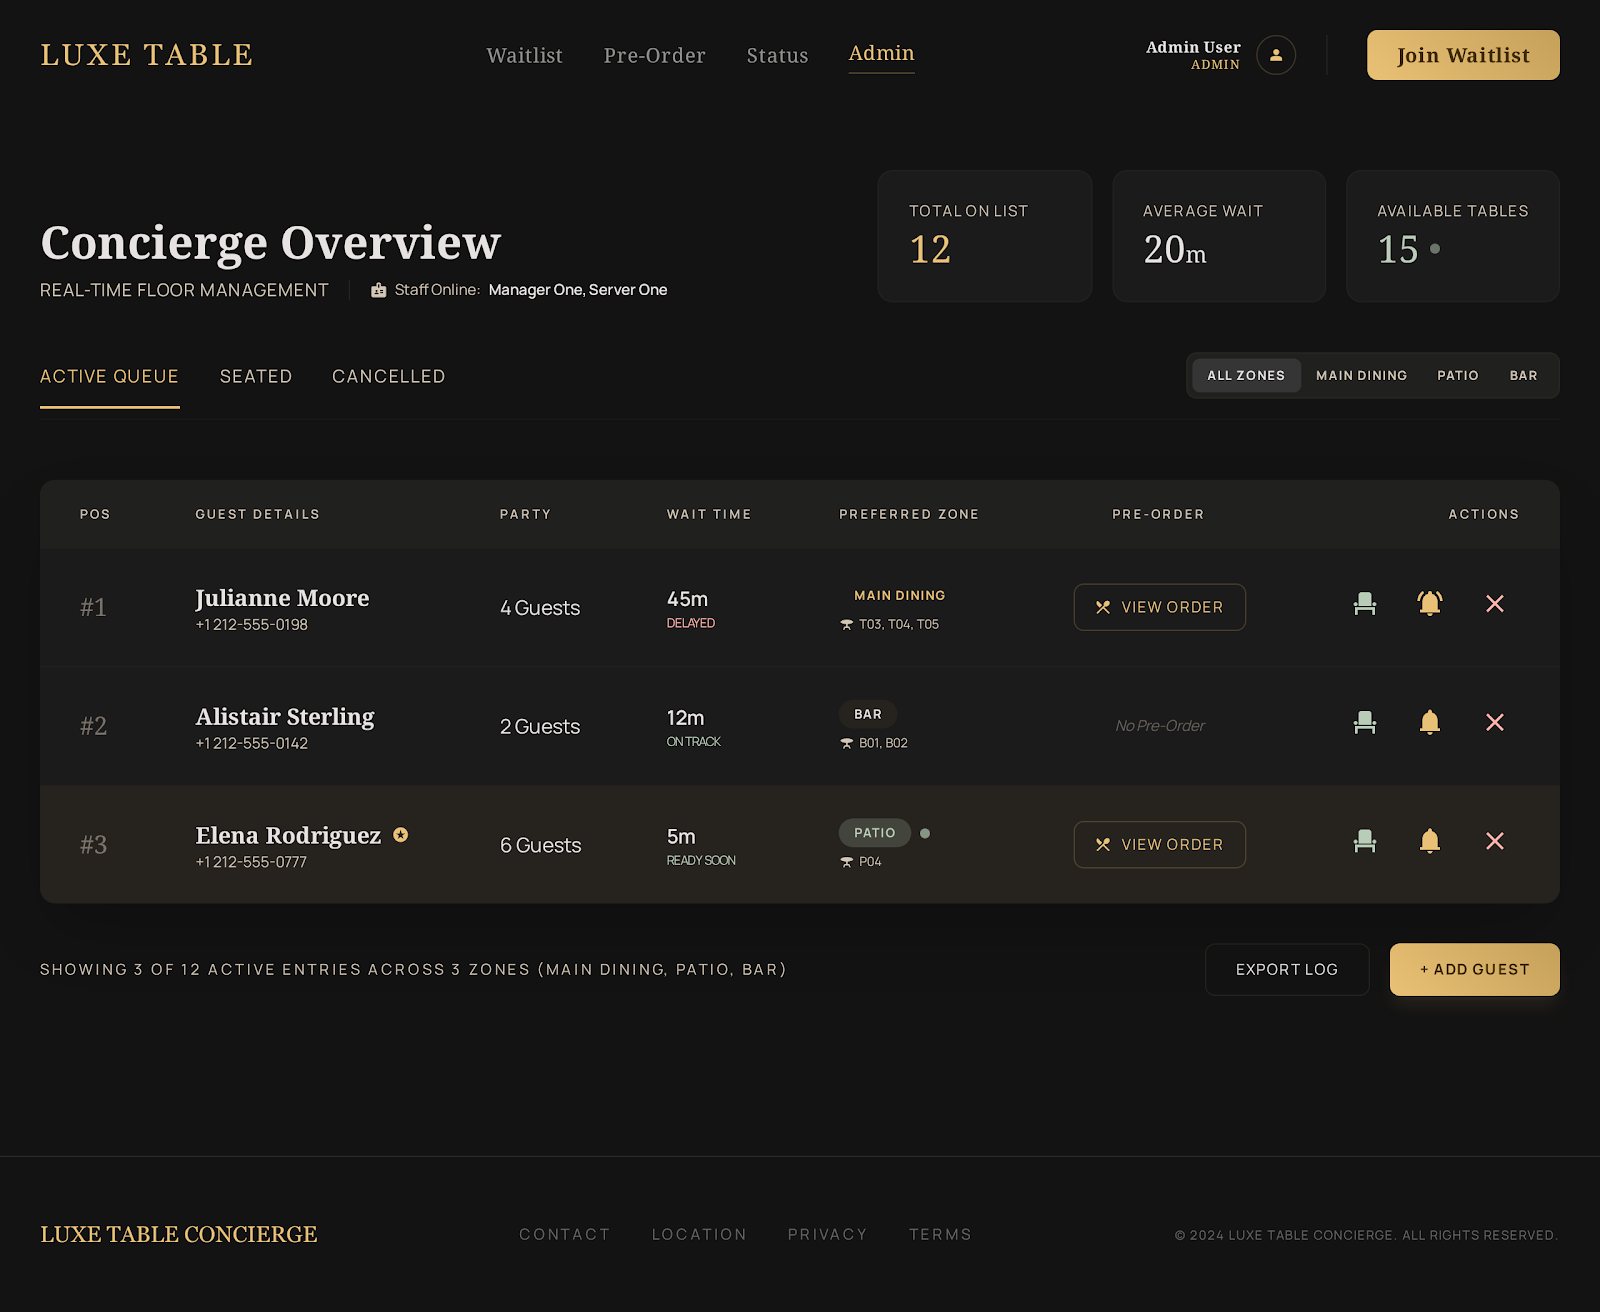 LUXE TABLE
Waitlist
Pre-Order
Status
Admin
Admin User
ADMIN
Join Waitlist
Concierge Overview
REAL-TIME FLOOR MANAGEMENT
Staff Online: Manager One, Server One
TOTAL ON LIST
12
AVERAGE WAIT
20m
AVAILABLE TABLES
15
ACTIVE QUEUE
SEATED
CANCELLED
ALL ZONES
MAIN DINING
PATIO
BAR
POS
GUEST DETAILS
PARTY
WAIT TIME
PREFERRED ZONE
PRE-ORDER
ACTIONS
#1
Julianne Moore
+1 212-555-0198
4 Guests
45m
DELAYED
MAIN DINING
T03, T04, T05
VIEW ORDER
#2
Alistair Sterling
+1 212-555-0142
2 Guests
12m
ON TRACK
BAR
B01, B02
No Pre-Order
#3
Elena Rodriguez
+1 212-555-0777
6 Guests
5m
READY SOON
PATIO
P04
VIEW ORDER
SHOWING 3 OF 12 ACTIVE ENTRIES ACROSS 3 ZONES (MAIN DINING, PATIO, BAR)
EXPORT LOG
+ ADD GUEST
LUXE TABLE CONCIERGE
CONTACT
LOCATION
PRIVACY
TERMS
© 2024 LUXE TABLE CONCIERGE. ALL RIGHTS RESERVED.